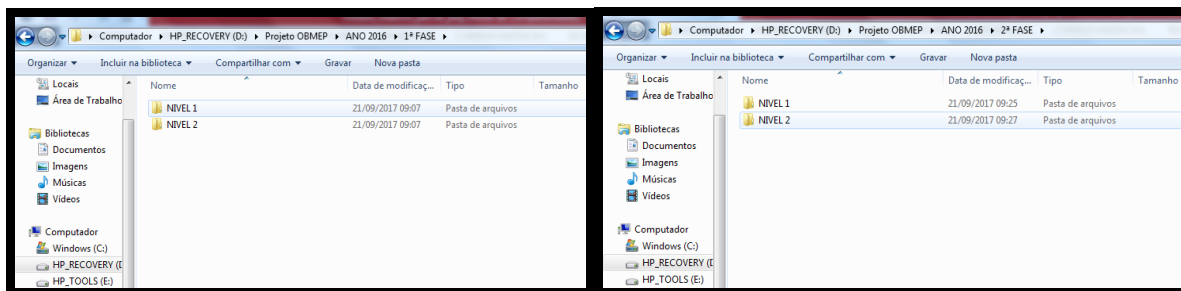 Computador ▸ HP_RECOVERY (D:) ▸ Projeto OBMEP ▸ ANO 2016 ▸ 1ª FASE ▸
Organizar Incluir na biblioteca Compartilhar com Gravar Nova pasta
Locais
Área de Trabalho
Bibliotecas
Documentos
Imagens
Músicas
Vídeos
Computador
Windows (C:)
HP_RECOVERY (D
HP_TOOLS (E:)
Nome Data de modificaç... Tipo Tamanho
NIVEL 1 21/09/2017 09:07 Pasta de arquivos
NIVEL 2 21/09/2017 09:07 Pasta de arquivos
Computador ▸ HP_RECOVERY (D:) ▸ Projeto OBMEP ▸ ANO 2016 ▸ 2ª FASE ▸
Organizar Incluir na biblioteca Compartilhar com Gravar Nova pasta
Locais
Área de Trabalho
Bibliotecas
Documentos
Imagens
Músicas
Vídeos
Computador
Windows (C:)
HP_RECOVERY (D
HP_TOOLS (E:)
Nome Data de modificaç... Tipo Tamanho
NIVEL 1 21/09/2017 09:25 Pasta de arquivos
NIVEL 2 21/09/2017 09:27 Pasta de arquivos